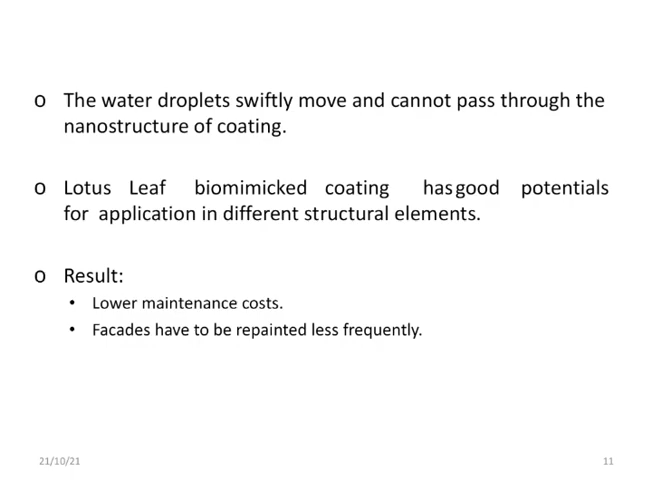 o The water droplets swiftly move and cannot pass through the
nanostructure of coating.
o Lotus Leaf biomimicked coating hasgood potentials
for application in different structural elements.
o Result:
• Lower maintenance costs.
• Facades have to be repainted less frequently.
21/10/21 11